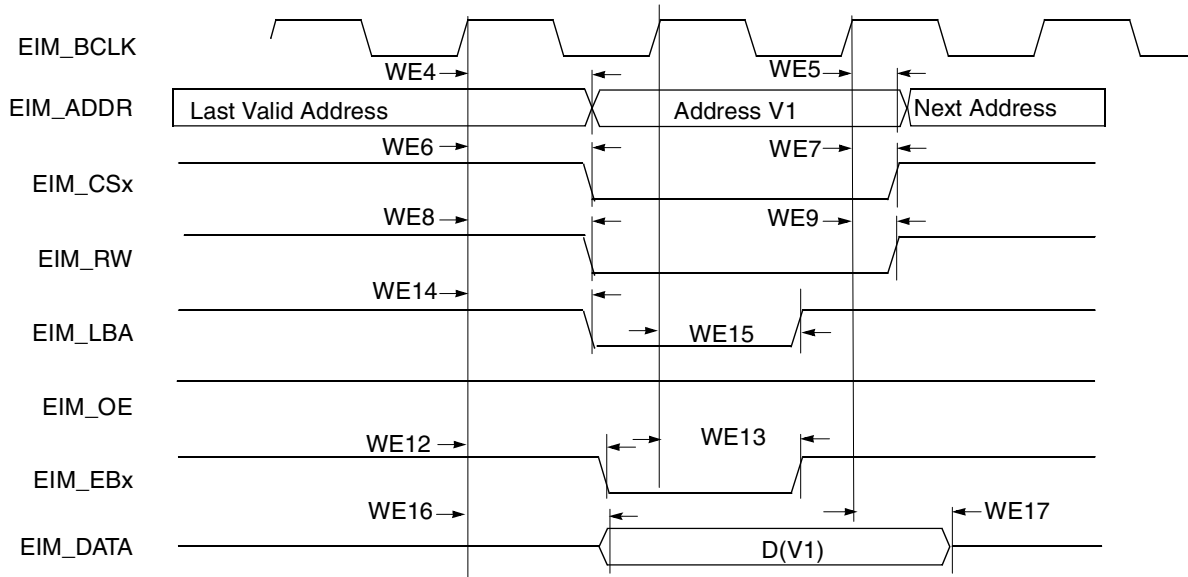 EIM_BCLK
WE4
WE5
EIM_ADDR
Last Valid Address
Address V1
Next Address
WE6
WE7
EIM_CSx
WE8
WE9
EIM_RW
WE14
EIM_LBA
WE15
EIM_OE
WE12
WE13
EIM_EBx
WE16
WE17
EIM_DATA
D(V1)